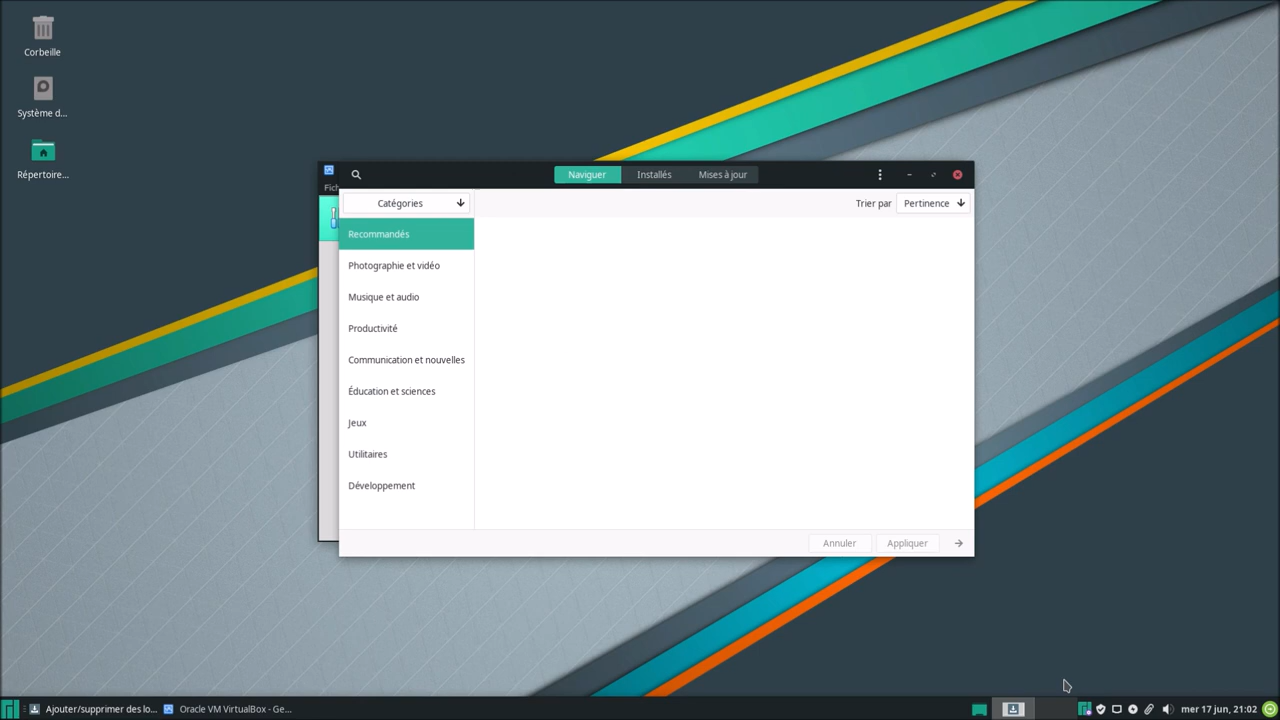 Corbeille
Système d...
Répertoire...
Fich
Naviguer
Installés
Mises à jour
Catégories
Trier par
Pertinence
Recommandés
Photographie et vidéo
Musique et audio
Productivité
Communication et nouvelles
Éducation et sciences
Jeux
Utilitaires
Développement
Annuler
Appliquer
Ajouter/supprimer des lo...
Oracle VM VirtualBox - Ge...
mer 17 jun, 21:02